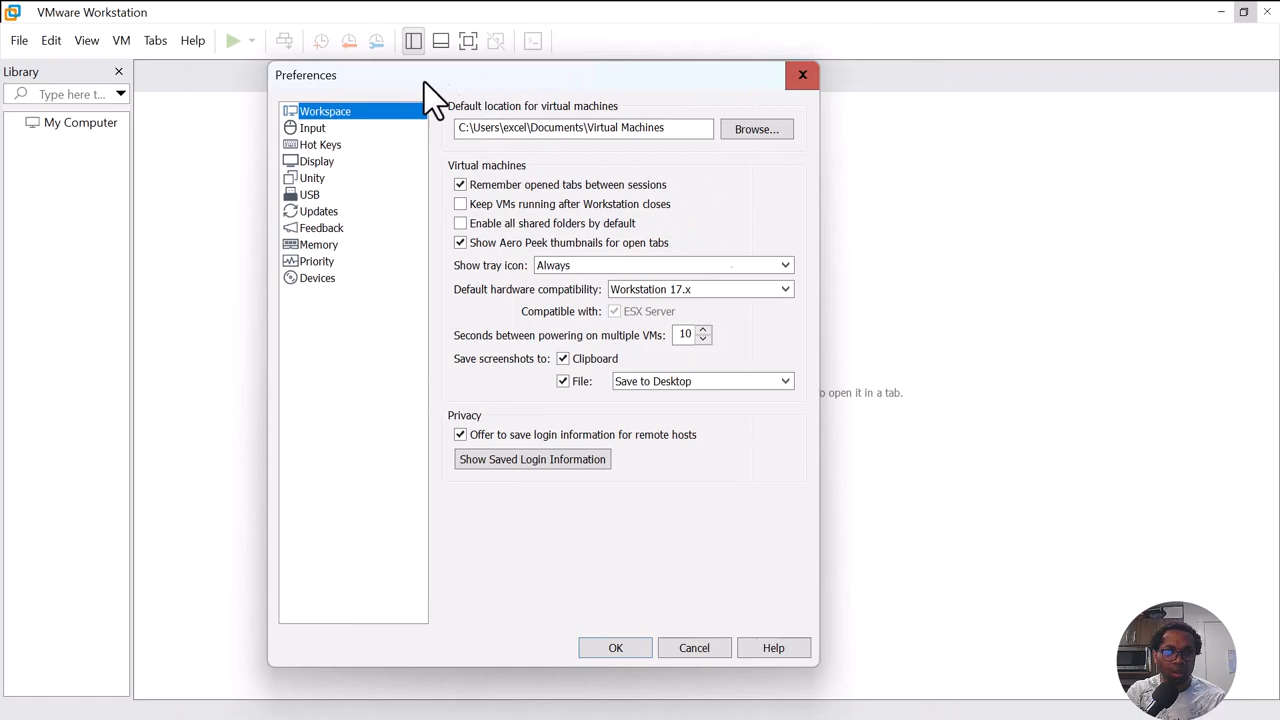 VMware Workstation
File Edit View VM Tabs Help
Library
Type here t...
My Computer
Preferences
Workspace
Input
Hot Keys
Display
Unity
USB
Updates
Feedback
Memory
Priority
Devices
Default location for virtual machines
C:\Users\excel\Documents\Virtual Machines Browse...
Virtual machines
Remember opened tabs between sessions
Keep VMs running after Workstation closes
Enable all shared folders by default
Show Aero Peek thumbnails for open tabs
Show tray icon: Always
Default hardware compatibility: Workstation 17.x
Compatible with: ESX Server
Seconds between powering on multiple VMs: 10
Save screenshots to: Clipboard
File: Save to Desktop
Privacy
Offer to save login information for remote hosts
Show Saved Login Information
OK Cancel Help
to open it in a tab.